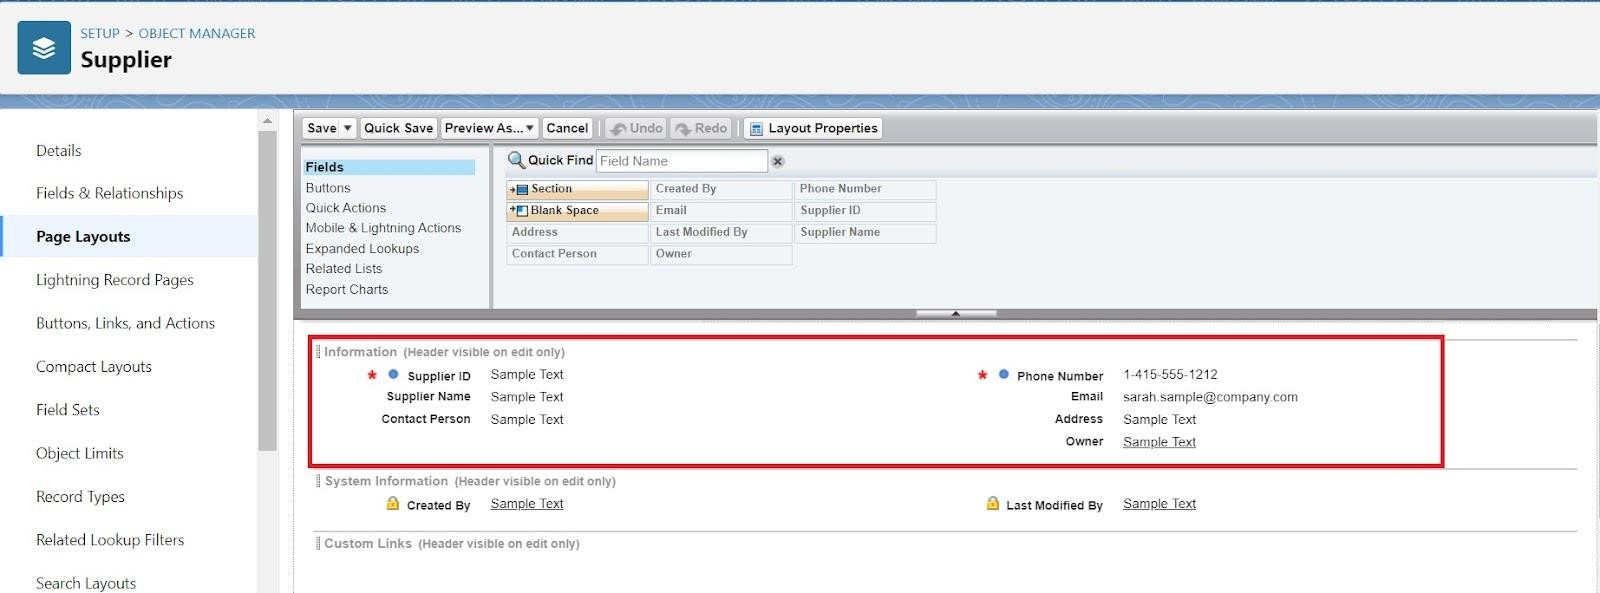 SETUP > OBJECT MANAGER
Supplier
Details
Fields & Relationships
Page Layouts
Lightning Record Pages
Buttons, Links, and Actions
Compact Layouts
Field Sets
Object Limits
Record Types
Related Lookup Filters
Search Layouts
Save Quick Save Preview As... Cancel Undo Redo Layout Properties
Fields
Buttons
Quick Actions
Mobile & Lightning Actions
Expanded Lookups
Related Lists
Report Charts
Quick Find Field Name
Section Created By Phone Number
Blank Space Email Supplier ID
Address Last Modified By Supplier Name
Contact Person Owner
Information (Header visible on edit only)
* Supplier ID Sample Text * Phone Number 1-415-555-1212
Supplier Name Sample Text Email sarah.sample@company.com
Contact Person Sample Text Address Sample Text
Owner Sample Text
System Information (Header visible on edit only)
Created By Sample Text Last Modified By Sample Text
Custom Links (Header visible on edit only)